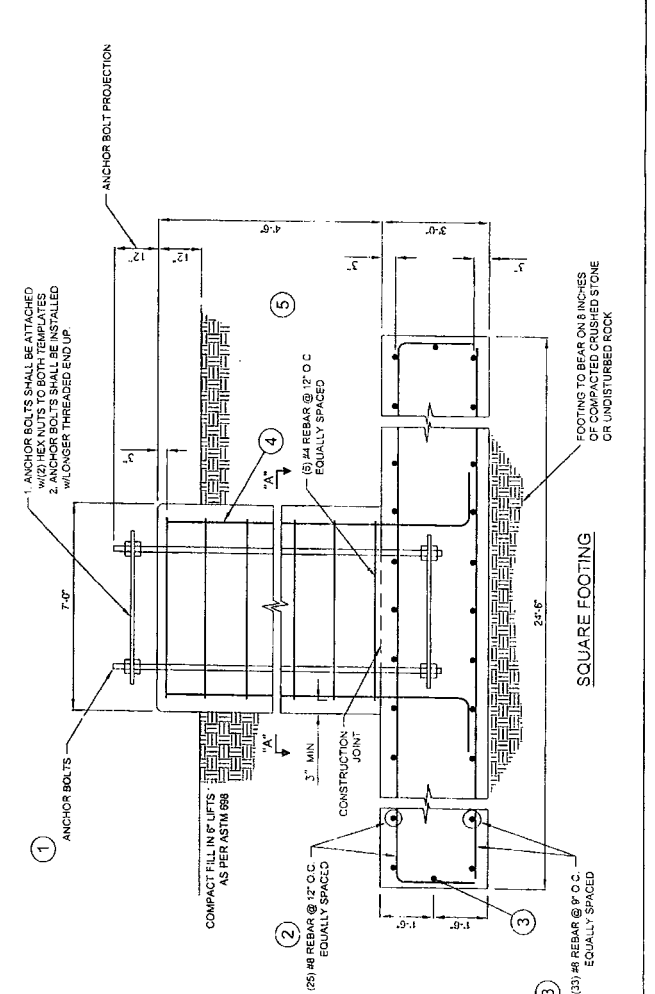 1. ANCHOR BOLTS SHALL BE ATTACHED
w/(2) HEX NUTS TO BOTH TEMPLATES
2. ANCHOR BOLTS SHALL BE INSTALLED
w/LONGER THREADED END UP.
ANCHOR BOLT PROJECTION
1
ANCHOR BOLTS
7'-0"
12"
12"
3"
4'-6"
COMPACT FILL IN 6" LIFTS
AS PER ASTM 698
"A"
"A"
4
5
3" MIN
(5) #4 REBAR @ 12" O.C
EQUALLY SPACED
CONSTRUCTION
JOINT
2
(25) #8 REBAR @ 12" O.C.
EQUALLY SPACED
3"
3'-0"
3"
1'-6"
1'-6"
3
(33) #8 REBAR @ 9" O.C.
EQUALLY SPACED
24'-6"
FOOTING TO BEAR ON 8 INCHES
OF COMPACTED CRUSHED STONE
OR UNDISTURBED ROCK
SQUARE FOOTING